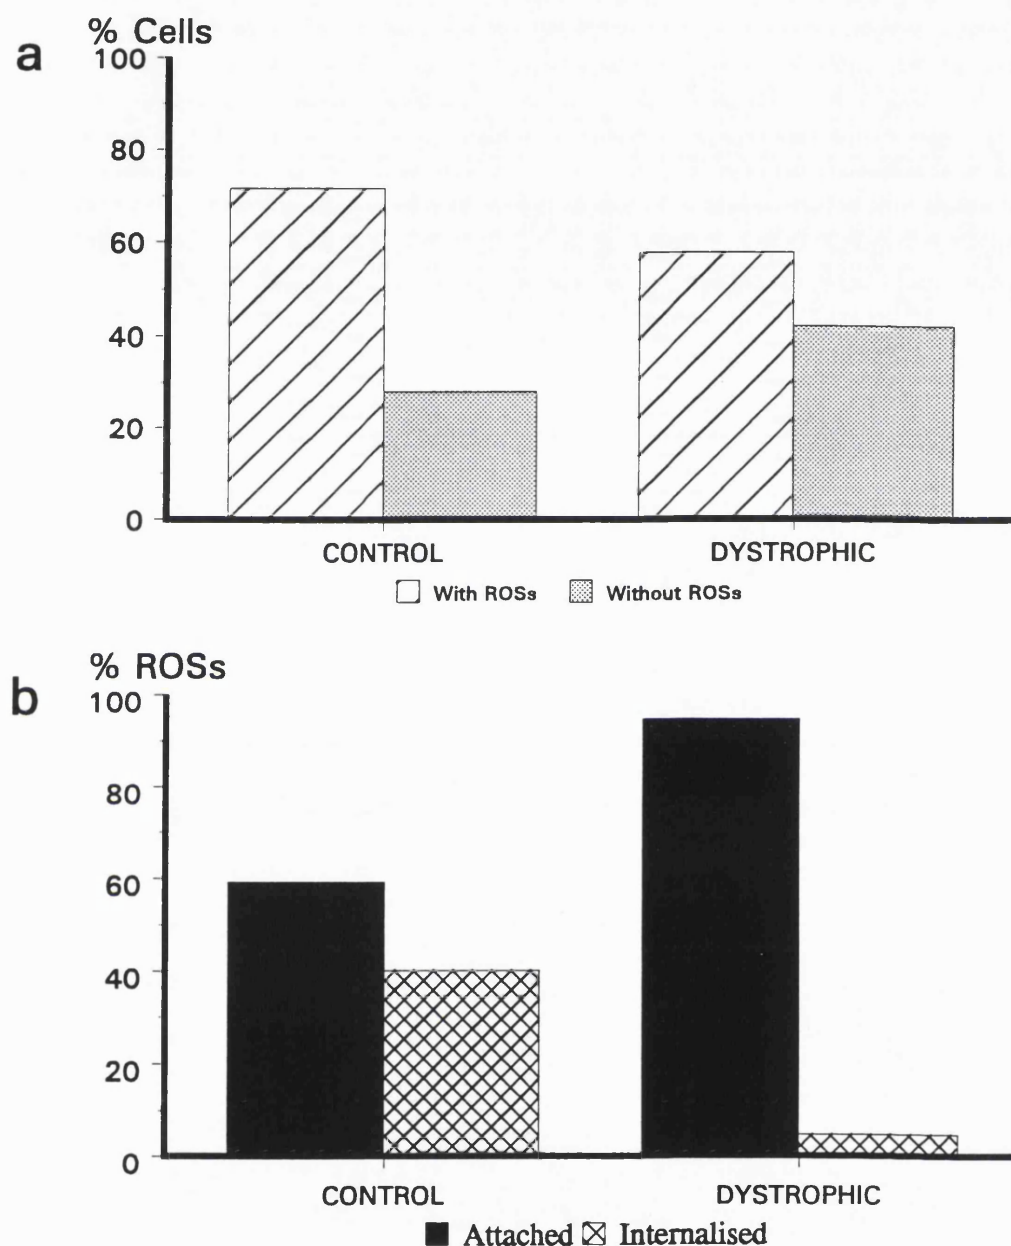 a
% Cells
100
80
60
40
20
0
CONTROL DYSTROPHIC
With ROSs Without ROSs
b
% ROSs
100
80
60
40
20
0
CONTROL DYSTROPHIC
Attached Internalised